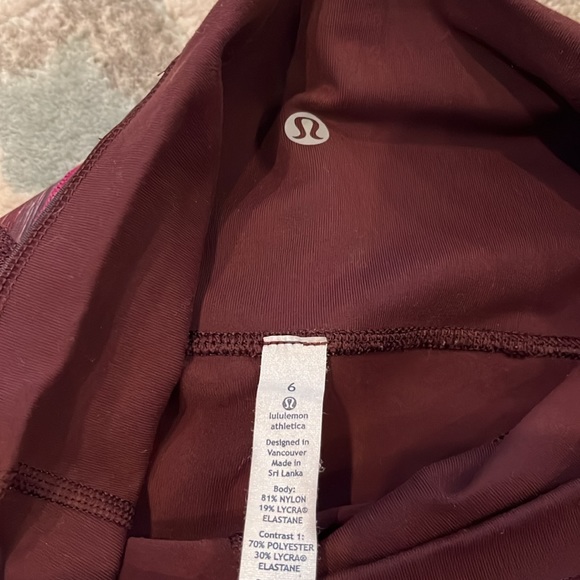 6
lululemon
athletica
Designed in
Vancouver
Made in
Sri Lanka
Body:
81% NYLON
19% LYCRA®
ELASTANE
Contrast 1:
70% POLYESTER
30% LYCRA®
ELASTANE